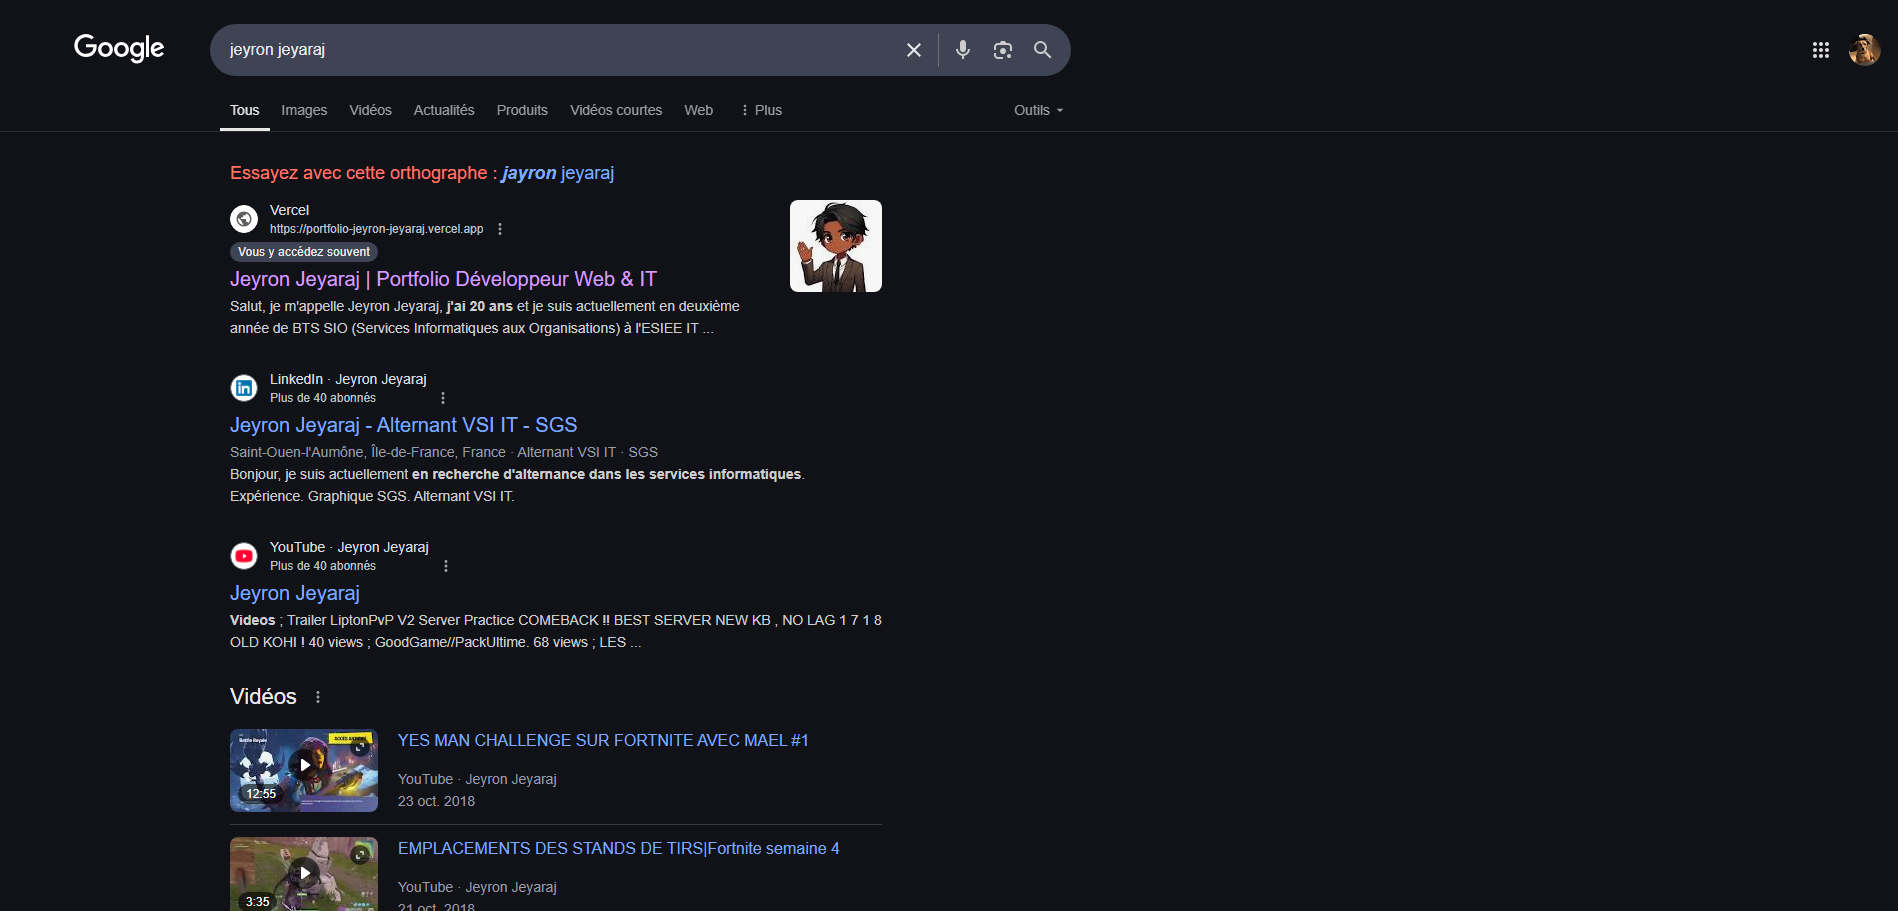 Google
jeyron jeyaraj
Tous Images Vidéos Actualités Produits Vidéos courtes Web Plus Outils
Essayez avec cette orthographe : jayron jeyaraj
Vercel
https://portfolio-jeyron-jeyaraj.vercel.app
Vous y accédez souvent
Jeyron Jeyaraj | Portfolio Développeur Web & IT
Salut, je m'appelle Jeyron Jeyaraj, j'ai 20 ans et je suis actuellement en deuxième
année de BTS SIO (Services Informatiques aux Organisations) à l'ESIEE IT ...
LinkedIn · Jeyron Jeyaraj
Plus de 40 abonnés
Jeyron Jeyaraj - Alternant VSI IT - SGS
Saint-Ouen-l'Aumône, Île-de-France, France · Alternant VSI IT · SGS
Bonjour, je suis actuellement en recherche d'alternance dans les services informatiques.
Expérience. Graphique SGS. Alternant VSI IT.
YouTube · Jeyron Jeyaraj
Plus de 40 abonnés
Jeyron Jeyaraj
Videos ; Trailer LiptonPvP V2 Server Practice COMEBACK !! BEST SERVER NEW KB , NO LAG 1 7 1 8
OLD KOHI ! 40 views ; GoodGame//PackUltime. 68 views ; LES ...
Vidéos
Battle Royale
12:55
YES MAN CHALLENGE SUR FORTNITE AVEC MAEL #1
YouTube · Jeyron Jeyaraj
23 oct. 2018
3:35
EMPLACEMENTS DES STANDS DE TIRS|Fortnite semaine 4
YouTube · Jeyron Jeyaraj
21 oct. 2018